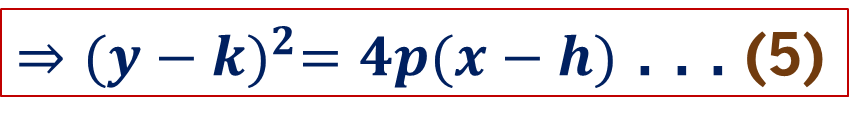 ⇒ (y − k)²= 4p(x − h) . . . (5)